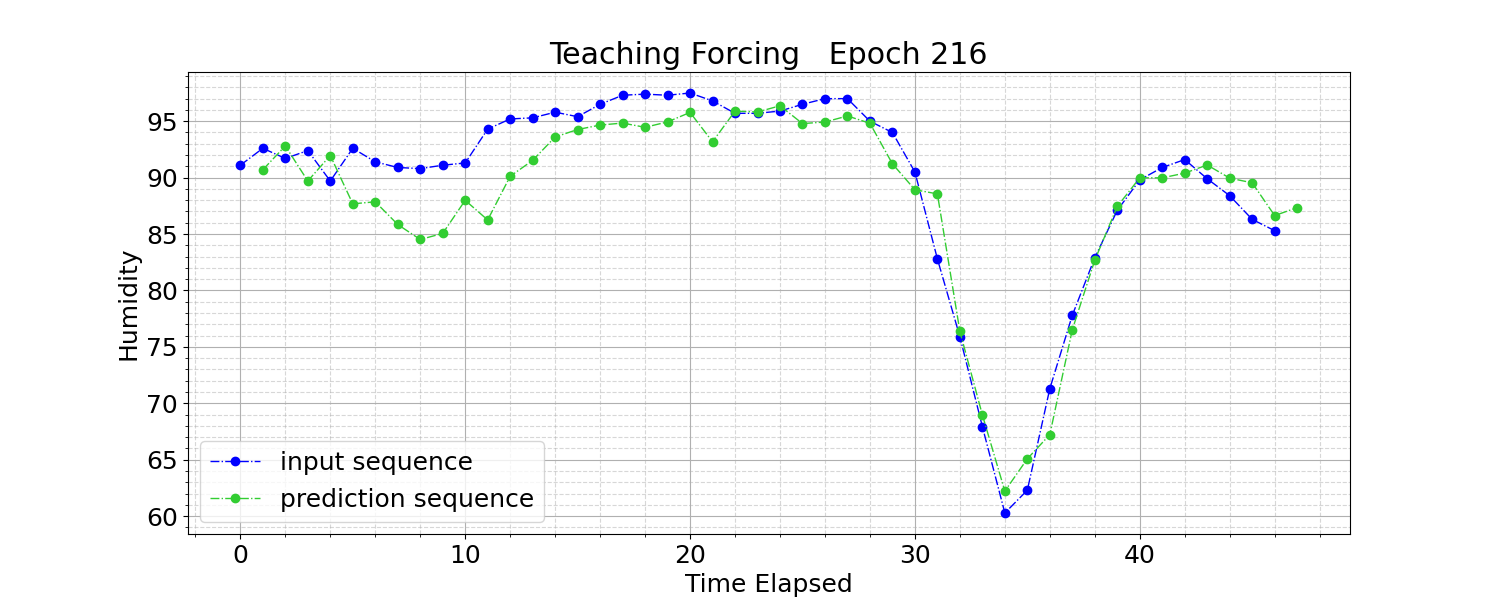 Teaching Forcing   Epoch 216
Humidity
95
90
85
80
75
70
65
60
input sequence
prediction sequence
0 10 20 30 40
Time Elapsed